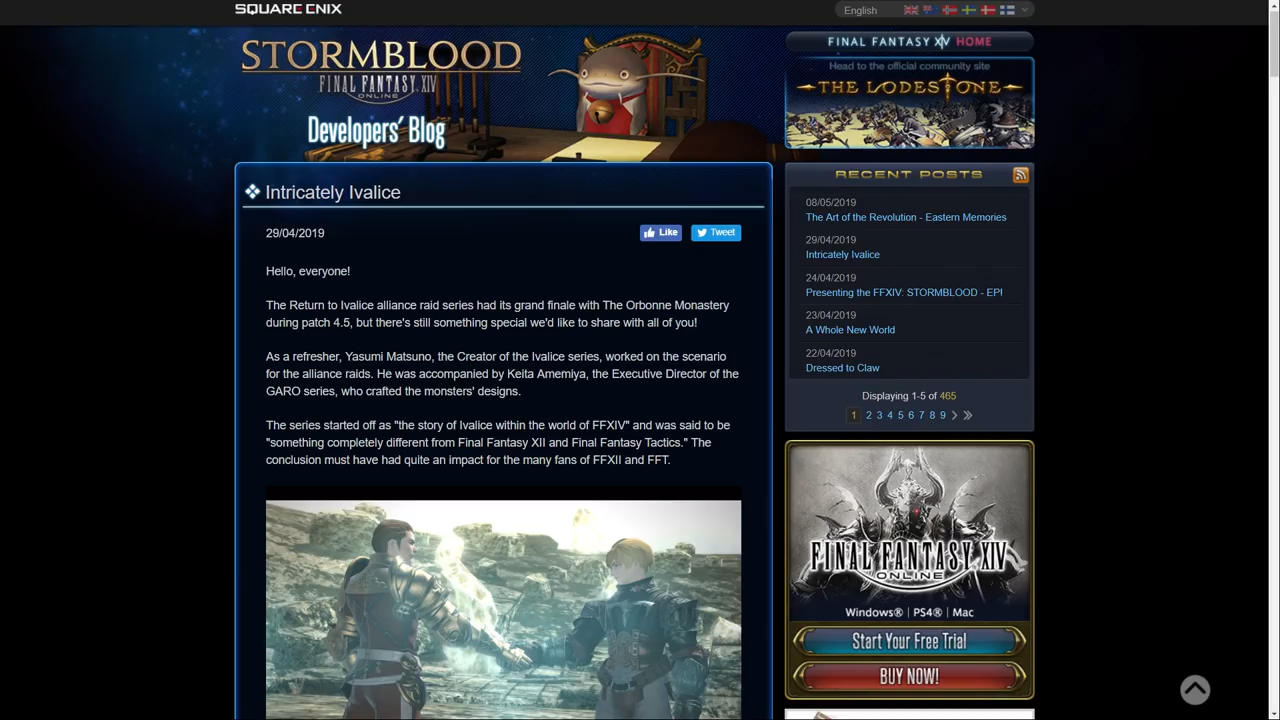 SQUARE ENIX
English
STORMBLOOD
FINAL FANTASY XIV
ONLINE
Developers' Blog
FINAL FANTASY XIV HOME
Head to the official community site
THE LODESTONE
Intricately Ivalice
29/04/2019
Like
Tweet
Hello, everyone!
The Return to Ivalice alliance raid series had its grand finale with The Orbonne Monastery
during patch 4.5, but there's still something special we'd like to share with all of you!
As a refresher, Yasumi Matsuno, the Creator of the Ivalice series, worked on the scenario
for the alliance raids. He was accompanied by Keita Amemiya, the Executive Director of the
GARO series, who crafted the monsters' designs.
The series started off as "the story of Ivalice within the world of FFXIV" and was said to be
"something completely different from Final Fantasy XII and Final Fantasy Tactics." The
conclusion must have had quite an impact for the many fans of FFXII and FFT.
RECENT POSTS
08/05/2019
The Art of the Revolution - Eastern Memories
29/04/2019
Intricately Ivalice
24/04/2019
Presenting the FFXIV: STORMBLOOD - EP!
23/04/2019
A Whole New World
22/04/2019
Dressed to Claw
Displaying 1-5 of 465
1 2 3 4 5 6 7 8 9
FINAL FANTASY XIV
ONLINE
Windows® | PS4® | Mac
Start Your Free Trial
BUY NOW!